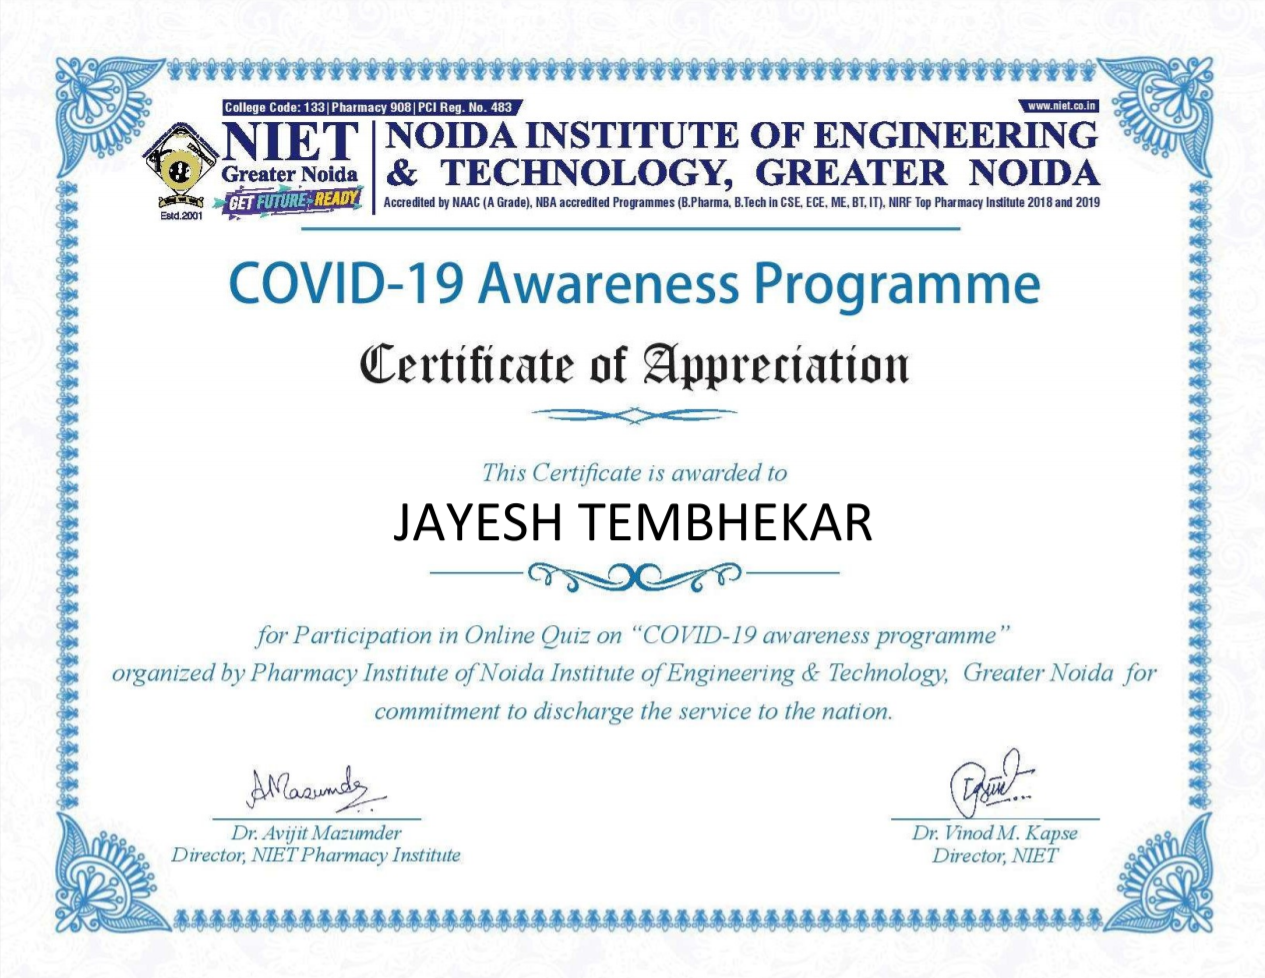 College Code: 133|Pharmacy 908|PCI Reg. No. 483
www.niet.co.in
NIET
Greater Noida
GET FUTURE READY
Estd.2001
NOIDA INSTITUTE OF ENGINEERING
& TECHNOLOGY, GREATER NOIDA
Accredited by NAAC (A Grade), NBA accredited Programmes (B.Pharma, B.Tech in CSE, ECE, ME, BT, IT), NIRF Top Pharmacy Institute 2018 and 2019
COVID-19 Awareness Programme
Certificate of Appreciation
This Certificate is awarded to
JAYESH TEMBHEKAR
for Participation in Online Quiz on “COVID-19 awareness programme”
organized by Pharmacy Institute of Noida Institute of Engineering & Technology, Greater Noida for
commitment to discharge the service to the nation.
AMazumder
Dr. Avijit Mazumder
Director, NIET Pharmacy Institute
Dr. Vinod M. Kapse
Director, NIET